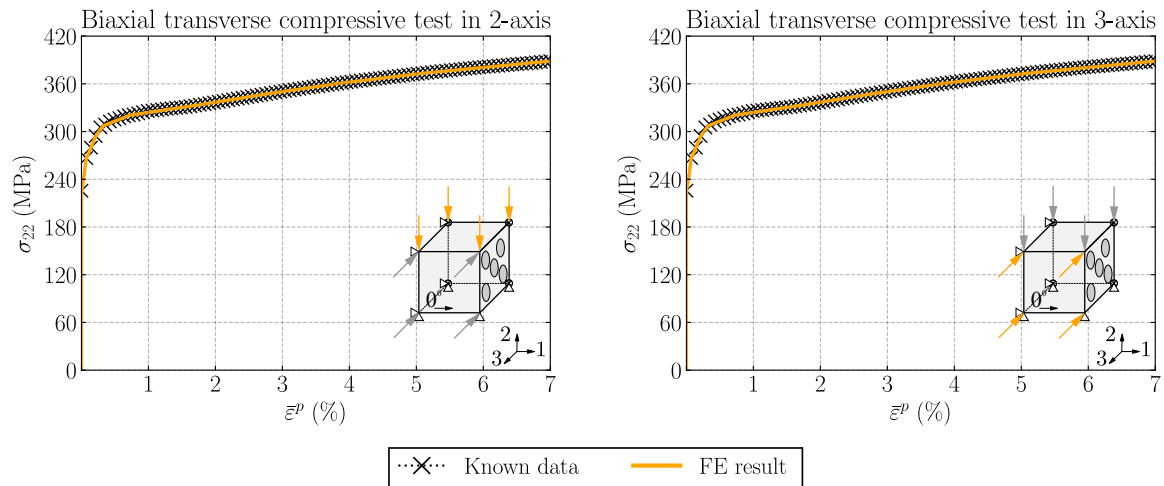 Biaxial transverse compressive test in 2-axis
420
360
300
240
180
120
60
0
σ22 (MPa)
1 2 3 4 5 6 7
ε̄^p (%)
0°
2
3 1
Biaxial transverse compressive test in 3-axis
420
360
300
240
180
120
60
0
σ22 (MPa)
1 2 3 4 5 6 7
ε̄^p (%)
0°
2
3 1
Known data FE result